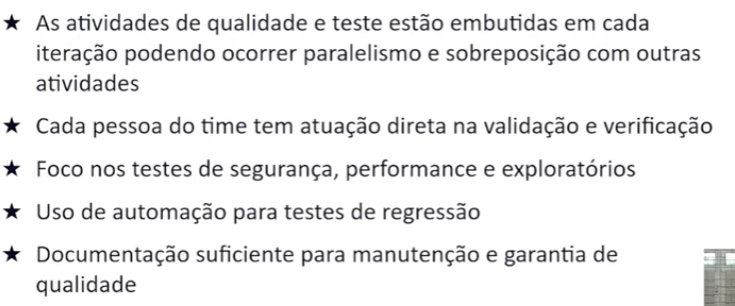 ★ As atividades de qualidade e teste estão embutidas em cada
iteração podendo ocorrer paralelismo e sobreposição com outras
atividades
★ Cada pessoa do time tem atuação direta na validação e verificação
★ Foco nos testes de segurança, performance e exploratórios
★ Uso de automação para testes de regressão
★ Documentação suficiente para manutenção e garantia de
qualidade